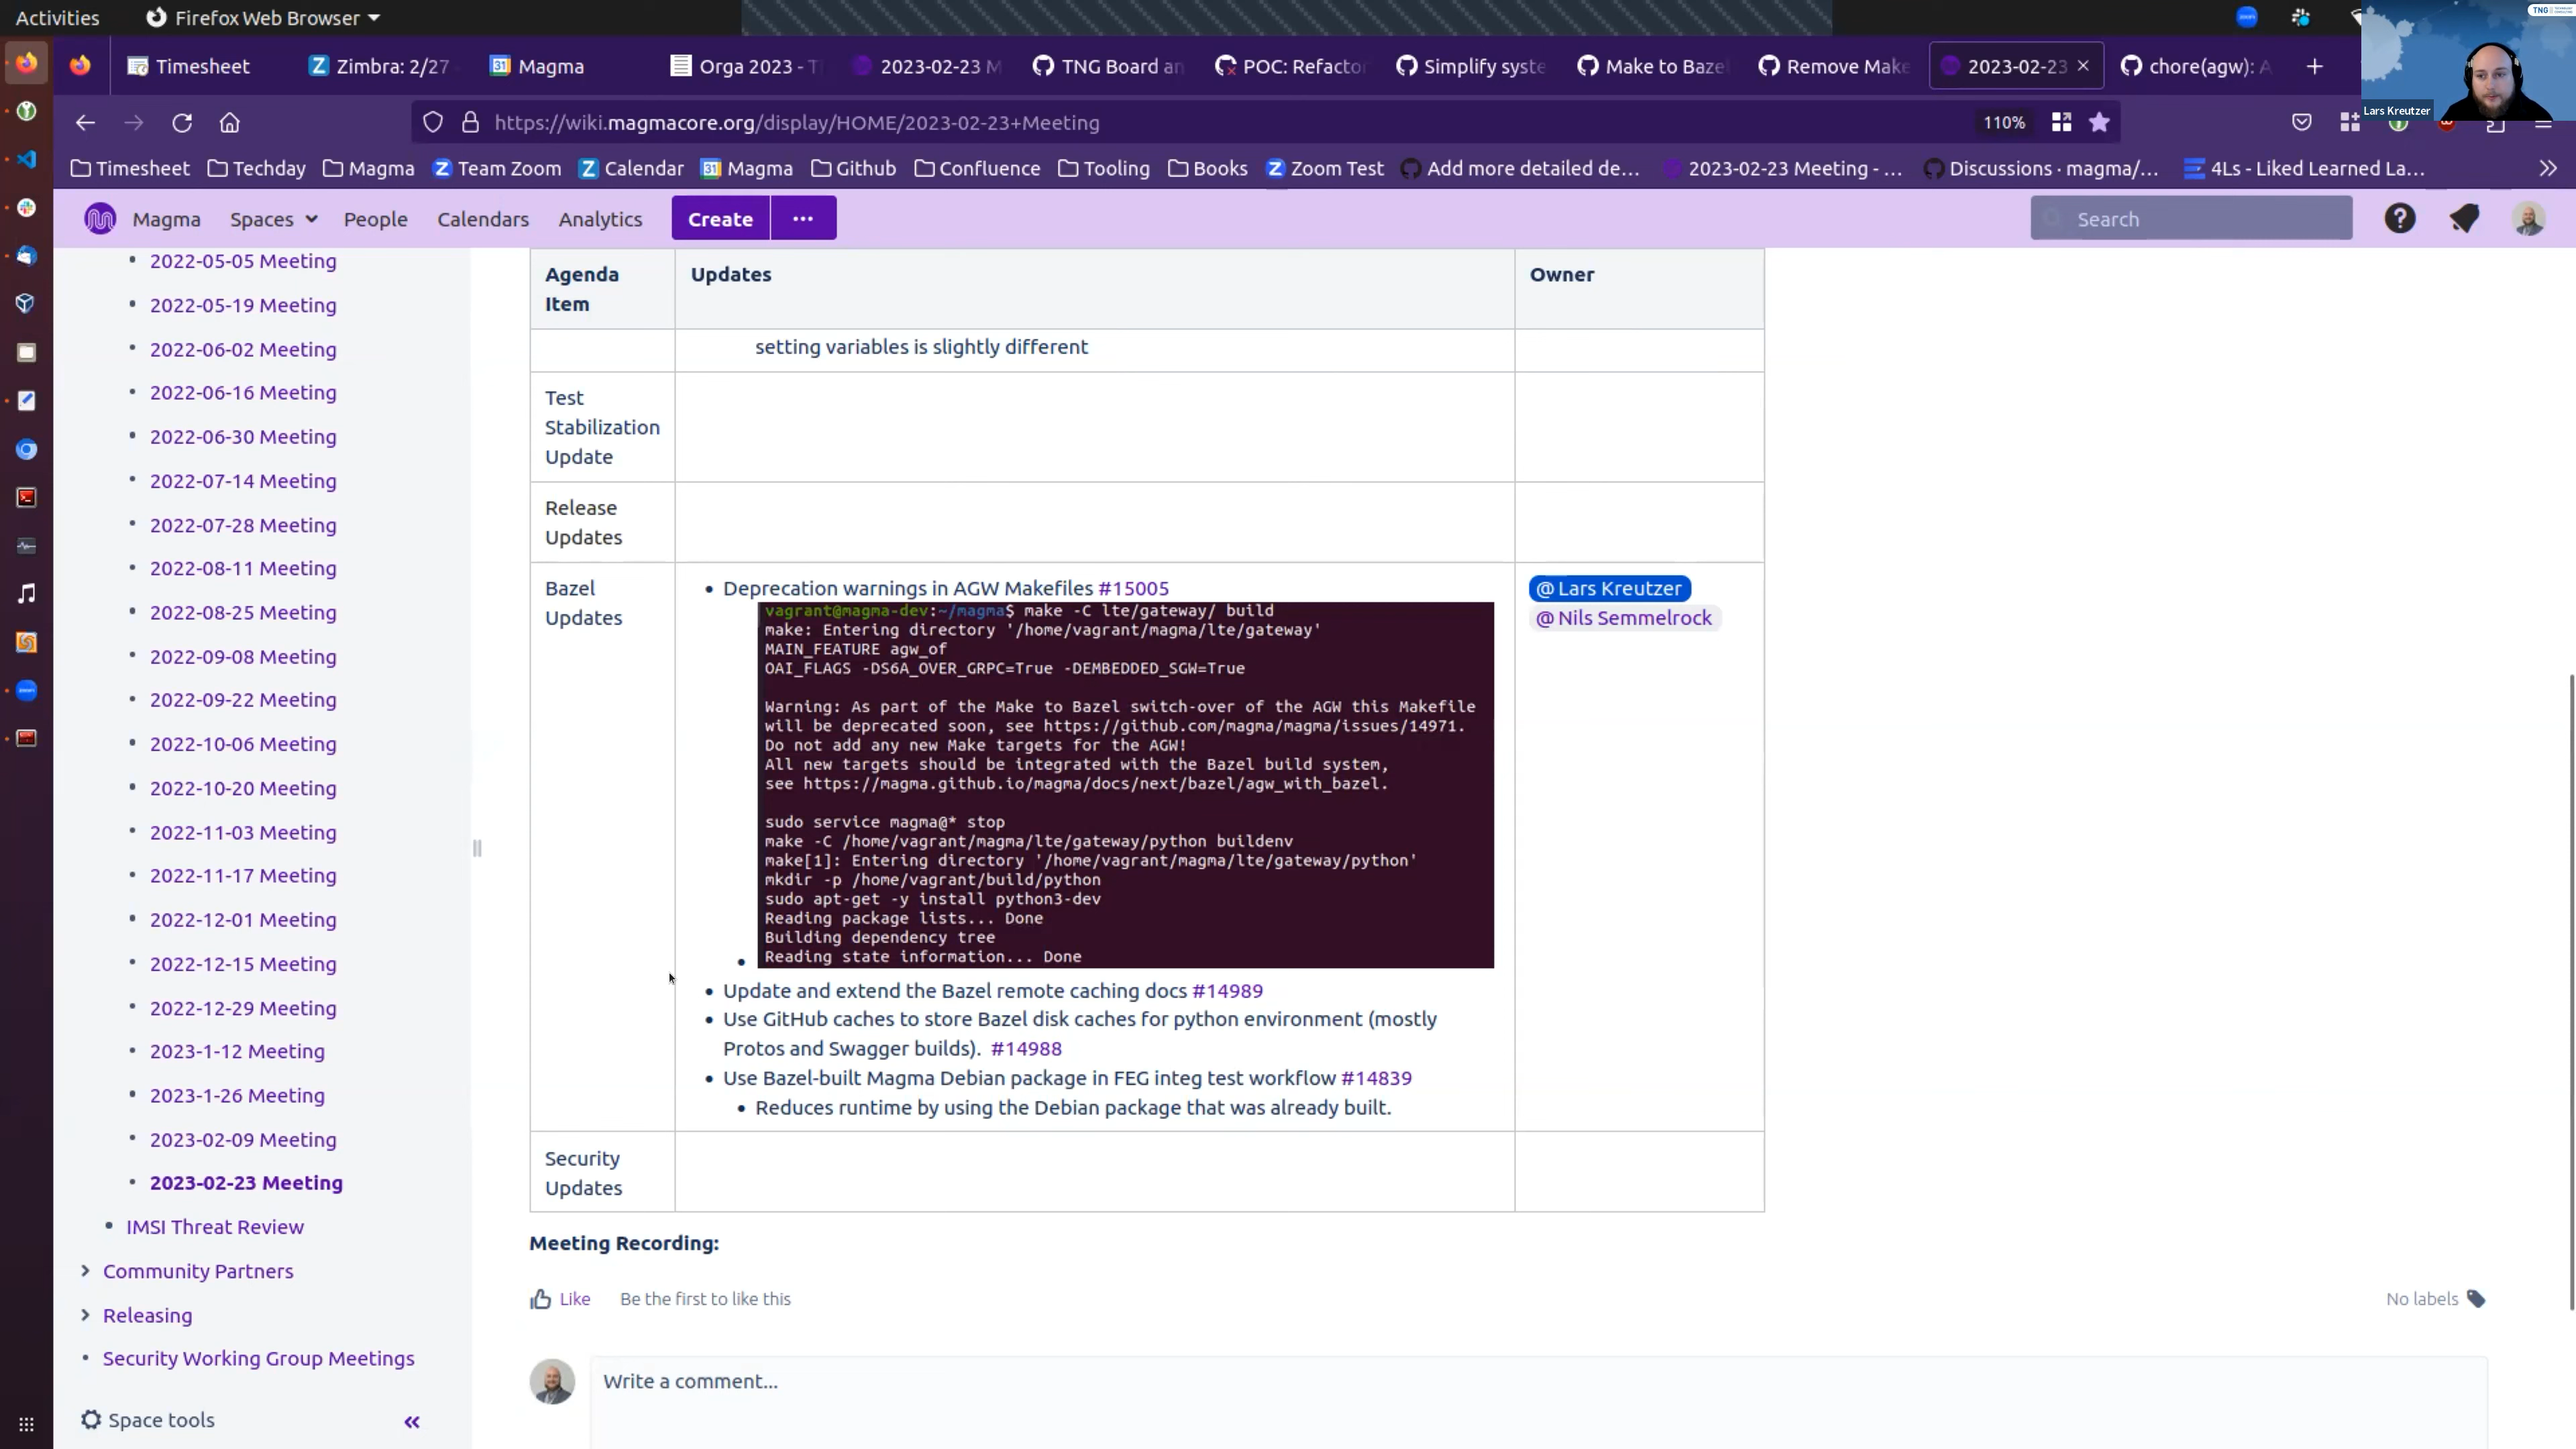 Activities
Firefox Web Browser
TNG
Timesheet
Zimbra: 2/27
Magma
Orga 2023 - T
2023-02-23 M
TNG Board an
POC: Refacto
Simplify syste
Make to Baze
Remove Make
2023-02-23
chore(agw): A
Lars Kreutzer
https://wiki.magmacore.org/display/HOME/2023-02-23+Meeting
110%
Timesheet
Techday
Magma
Team Zoom
Calendar
Magma
Github
Confluence
Tooling
Books
Zoom Test
Add more detailed de...
2023-02-23 Meeting - ...
Discussions · magma/...
4Ls - Liked Learned La...
Magma
Spaces
People
Calendars
Analytics
Create
Search
2022-05-05 Meeting
2022-05-19 Meeting
2022-06-02 Meeting
2022-06-16 Meeting
2022-06-30 Meeting
2022-07-14 Meeting
2022-07-28 Meeting
2022-08-11 Meeting
2022-08-25 Meeting
2022-09-08 Meeting
2022-09-22 Meeting
2022-10-06 Meeting
2022-10-20 Meeting
2022-11-03 Meeting
2022-11-17 Meeting
2022-12-01 Meeting
2022-12-15 Meeting
2022-12-29 Meeting
2023-1-12 Meeting
2023-1-26 Meeting
2023-02-09 Meeting
2023-02-23 Meeting
IMSI Threat Review
Community Partners
Releasing
Security Working Group Meetings
Space tools
Agenda
Item
Updates
Owner
setting variables is slightly different
Test
Stabilization
Update
Release
Updates
Bazel
Updates
Deprecation warnings in AGW Makefiles #15005
vagrant@magma-dev:~/magma$ make -C lte/gateway/ build
make: Entering directory '/home/vagrant/magma/lte/gateway'
MAIN_FEATURE agw_of
OAI_FLAGS -DS6A_OVER_GRPC=True -DEMBEDDED_SGW=True
Warning: As part of the Make to Bazel switch-over of the AGW this Makefile
will be deprecated soon, see https://github.com/magma/magma/issues/14971.
Do not add any new Make targets for the AGW!
All new targets should be integrated with the Bazel build system,
see https://magma.github.io/magma/docs/next/bazel/agw_with_bazel.
sudo service magma@* stop
make -C /home/vagrant/magma/lte/gateway/python buildenv
make[1]: Entering directory '/home/vagrant/magma/lte/gateway/python'
mkdir -p /home/vagrant/build/python
sudo apt-get -y install python3-dev
Reading package lists... Done
Building dependency tree
Reading state information... Done
Update and extend the Bazel remote caching docs #14989
Use GitHub caches to store Bazel disk caches for python environment (mostly
Protos and Swagger builds). #14988
Use Bazel-built Magma Debian package in FEG integ test workflow #14839
Reduces runtime by using the Debian package that was already built.
@ Lars Kreutzer
@ Nils Semmelrock
Security
Updates
Meeting Recording:
Like
Be the first to like this
No labels
Write a comment...